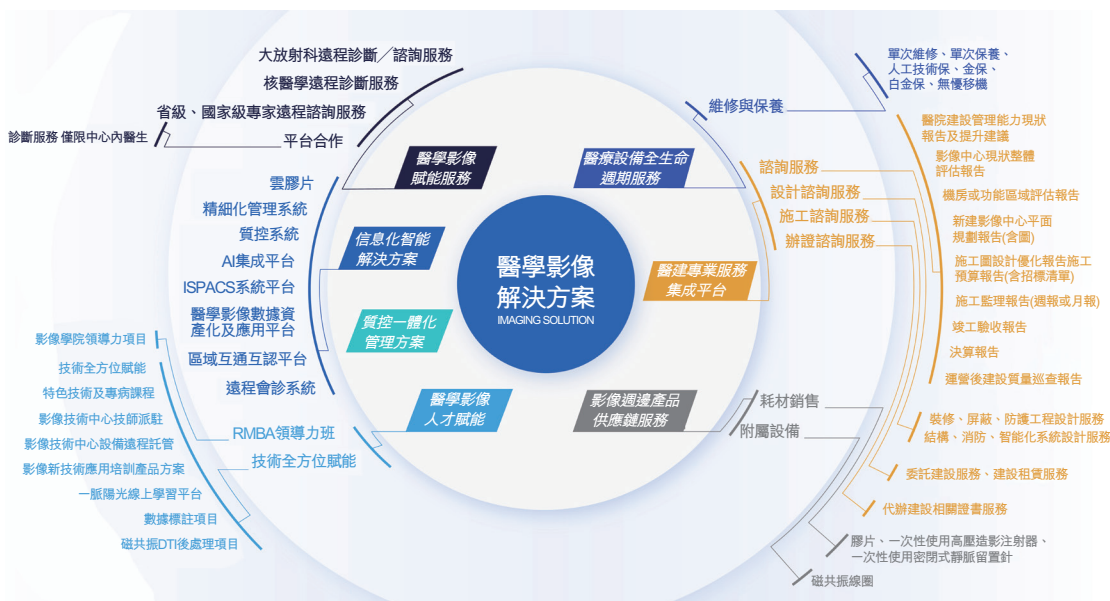 大放射科遠程診斷／諮詢服務
核醫學遠程診斷服務
省級、國家級專家遠程諮詢服務
診斷服務 僅限中心內醫生
平台合作
醫學影像
賦能服務
雲膠片
精細化管理系統
質控系統
AI集成平台
ISPACS系統平台
醫學影像數據資
產化及應用平台
區域互通互認平台
遠程會診系統
信息化智能
解決方案
質控一體化
管理方案
影像學院領導力項目
技術全方位賦能
特色技術及專病課程
影像技術中心技師派駐
影像技術中心設備遠程託管
影像新技術應用培訓產品方案
一脈陽光線上學習平台
數據標註項目
磁共振DTI後處理項目
RMBA領導力班
技術全方位賦能
醫學影像
人才賦能
醫學影像
解決方案
IMAGING SOLUTION
醫療設備全生命
週期服務
維修與保養
單次維修、單次保養、
人工技術保、金保、
白金保、無憂移機
醫建專業服務
集成平台
諮詢服務
設計諮詢服務
施工諮詢服務
辦證諮詢服務
醫院建設管理能力現狀
報告及提升建議
影像中心現狀整體
評估報告
機房或功能區域評估報告
新建影像中心平面
規劃報告(含圖)
施工圖設計優化報告施工
預算報告(含招標清單)
施工監理報告(週報或月報)
竣工驗收報告
決算報告
運營後建設質量巡查報告
裝修、屏蔽、防護工程設計服務
結構、消防、智能化系統設計服務
委託建設服務、建設租賃服務
代辦建設相關證書服務
影像週邊產品
供應鏈服務
耗材銷售
附屬設備
膠片、一次性使用高壓造影注射器、
一次性使用密閉式靜脈留置針
磁共振線圈